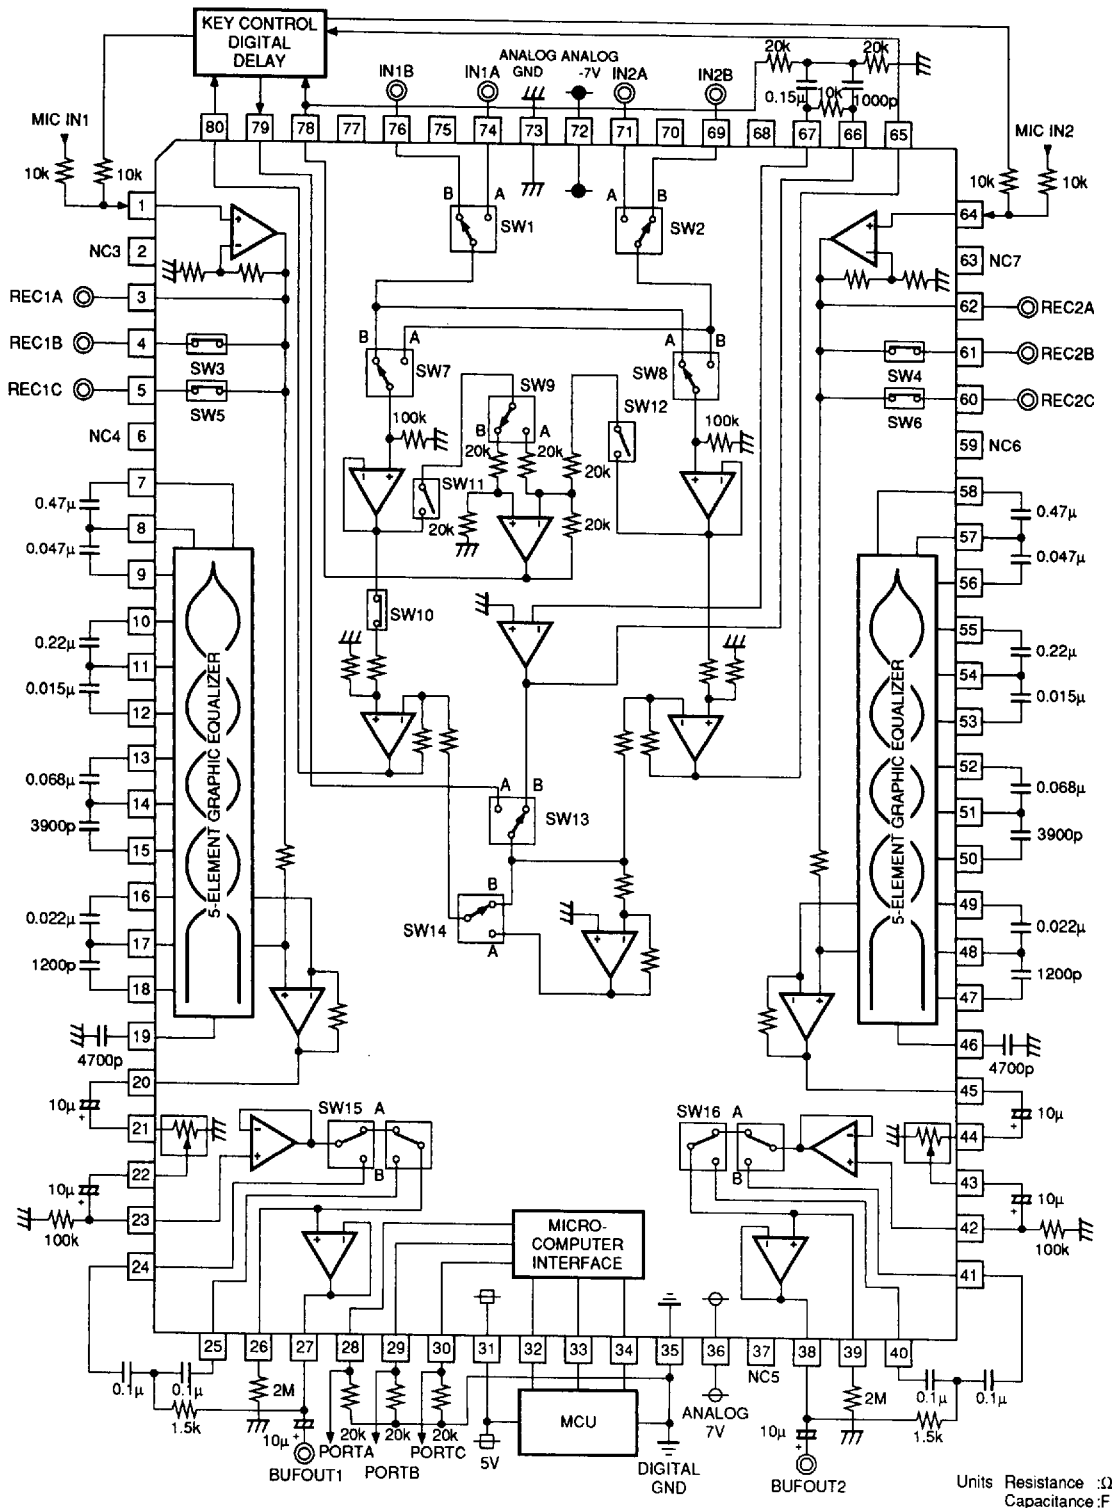 KEY CONTROL
DIGITAL
DELAY
ANALOG ANALOG
GND -7V
20k 20k
IN1B IN1A IN2A IN2B
0.15μ 10k 1000p
MIC IN1 MIC IN2
80 79 78 77 76 75 74 73 72 71 70 69 68 67 66 65
10k 10k 10k 10k
B A A B
SW1 SW2
1 64
+
-
+
-
NC3 2 63 NC7
REC1A 3 62 REC2A
REC1B 4 61 REC2B
SW3 SW4
REC1C 5 60 REC2C
SW5 SW6
NC4 6 59 NC6
B A A B
SW7 SW9 SW8
SW12
100k 100k
B A
20k 20k 20k
SW11
20k 20k
7 58
0.47μ 0.47μ
8 57
0.047μ 0.047μ
9 56
SW10
10 55
0.22μ 0.22μ
11 54
0.015μ 0.015μ
12 53
5-ELEMENT GRAPHIC EQUALIZER 5-ELEMENT GRAPHIC EQUALIZER
13 52
0.068μ 0.068μ
14 51
3900p 3900p
15 50
A B
SW13
16 49
0.022μ 0.022μ
17 48
1200p 1200p
18 47
B
SW14
A
19 46
4700p 4700p
20 45
10μ 10μ
+ +
21 44
SW15 A SW16 A
B B
22 43
10μ 10μ
+ +
23 42
100k 100k
24 41
MICRO-
COMPUTER
INTERFACE
25 26 27 28 29 30 31 32 33 34 35 36 37 38 39 40
NC5
0.1μ 0.1μ 2M 2M 0.1μ 0.1μ
1.5k 1.5k
MCU
ANALOG
7V
10μ + 20k 20k 20k 10μ +
PORTA PORTC
PORTB
5V
DIGITAL
GND
BUFOUT1 BUFOUT2
Units Resistance :Ω
Capacitance:F